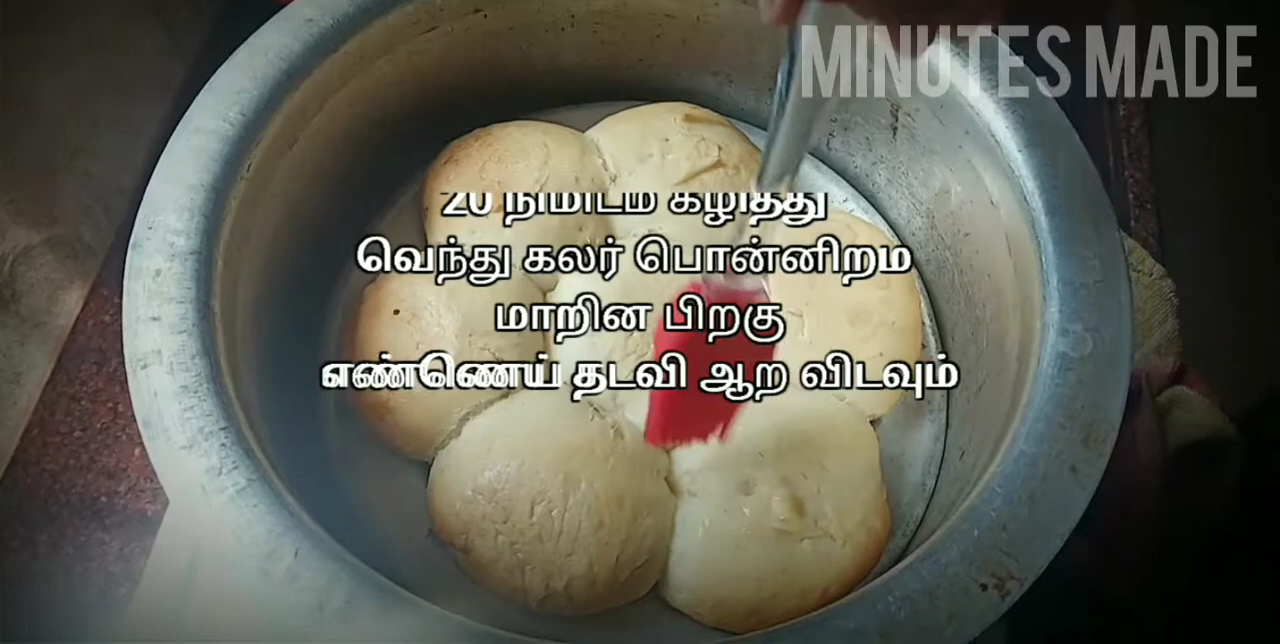 MINUTES MADE
20 நிமிடம் கழித்து
வெந்து கலர் பொன்னிறம
மாறின பிறகு
எண்ணெய் தடவி ஆற விடவும்